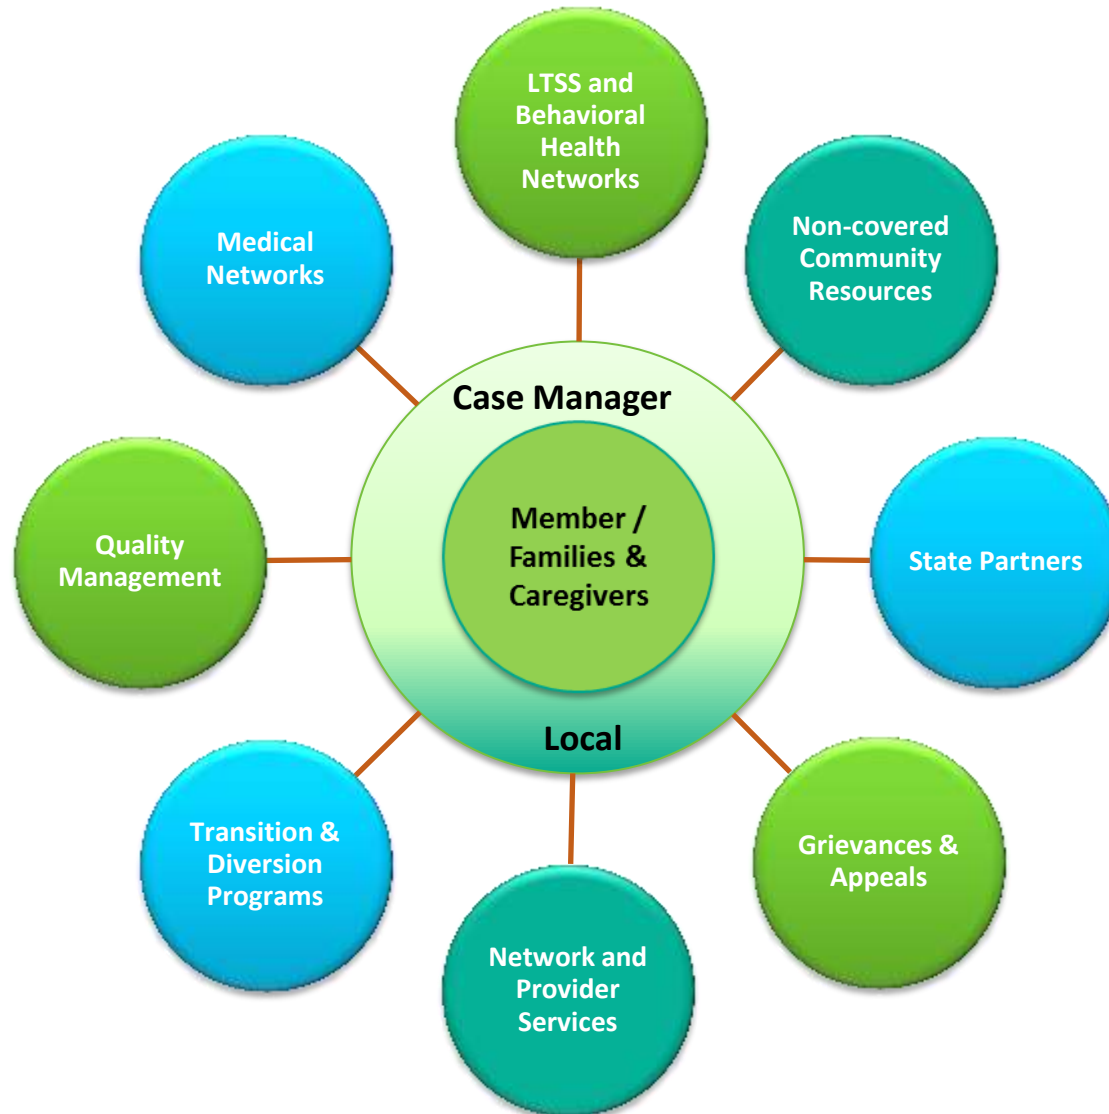 LTSS and
Behavioral
Health
Networks
Medical
Networks
Non-covered
Community
Resources
Case Manager
Member /
Families &
Caregivers
Local
Quality
Management
State Partners
Transition &
Diversion
Programs
Grievances &
Appeals
Network and
Provider
Services